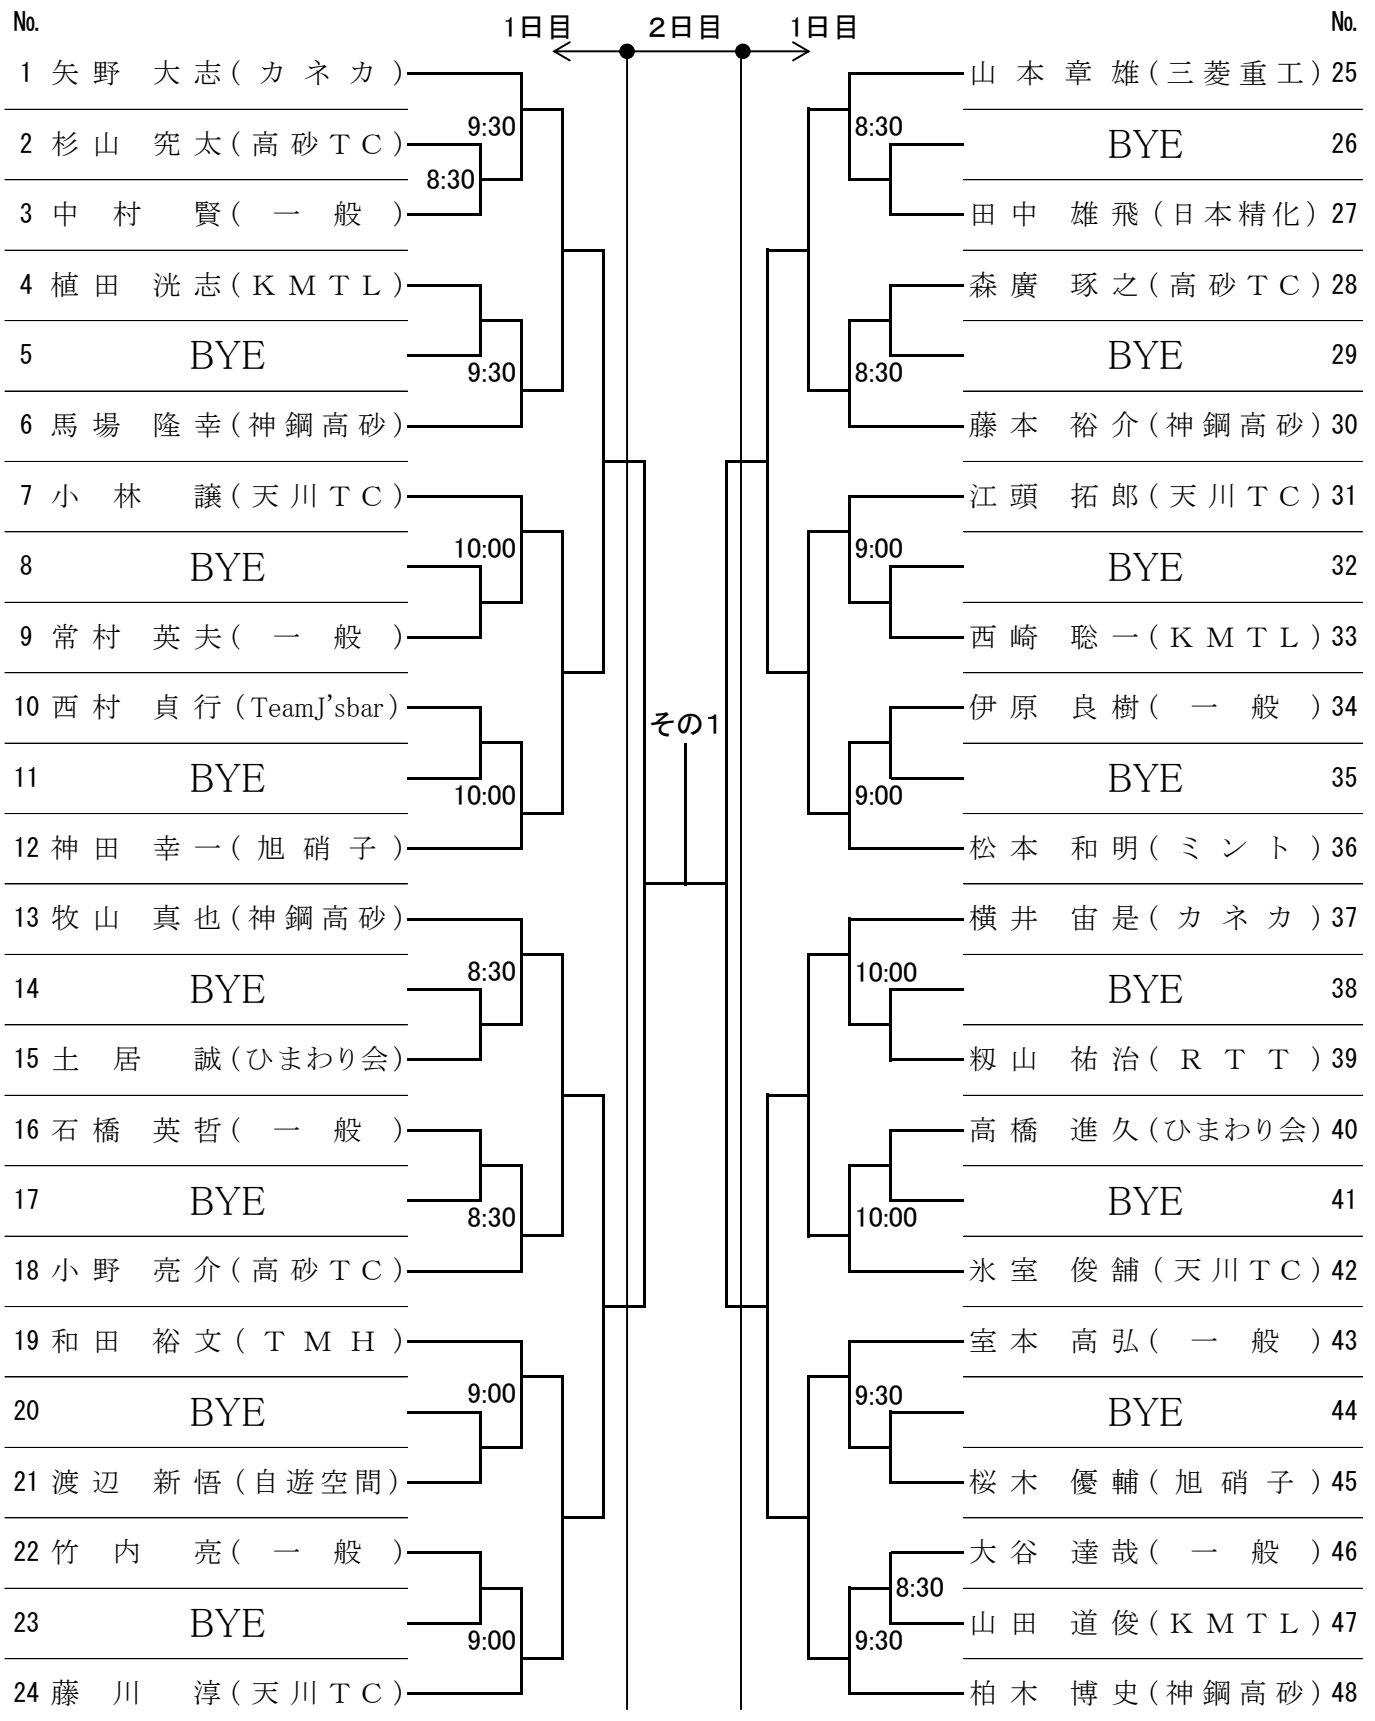 No. 1日目 2日目 1日目 No.
1 矢野 大志(カネカ)
9:30
2 杉山 究太(高砂TC)
8:30
3 中村 賢(一般)
4 植田 洸志(KMTL)
5 BYE
9:30
6 馬場 隆幸(神鋼高砂)
7 小林 譲(天川TC)
10:00
8 BYE
9 常村 英夫(一般)
10 西村 貞行(TeamJ'sbar)
11 BYE
10:00
12 神田 幸一(旭硝子)
13 牧山 真也(神鋼高砂)
8:30
14 BYE
15 土居 誠(ひまわり会)
16 石橋 英哲(一般)
17 BYE
8:30
18 小野 亮介(高砂TC)
19 和田 裕文(TMH)
9:00
20 BYE
21 渡辺 新悟(自遊空間)
22 竹内 亮(一般)
23 BYE
9:00
24 藤川 淳(天川TC)
その1
山本 章雄(三菱重工) 25
8:30
BYE 26
田中 雄飛(日本精化) 27
森廣 琢之(高砂TC) 28
BYE 29
8:30
藤本 裕介(神鋼高砂) 30
江頭 拓郎(天川TC) 31
9:00
BYE 32
西崎 聡一(KMTL) 33
伊原 良樹(一般) 34
BYE 35
9:00
松本 和明(ミント) 36
横井 宙是(カネカ) 37
10:00
BYE 38
籾山 祐治(RTT) 39
高橋 進久(ひまわり会) 40
BYE 41
10:00
氷室 俊舗(天川TC) 42
室本 高弘(一般) 43
9:30
BYE 44
桜木 優輔(旭硝子) 45
大谷 達哉(一般) 46
8:30
山田 道俊(KMTL) 47
9:30
柏木 博史(神鋼高砂) 48